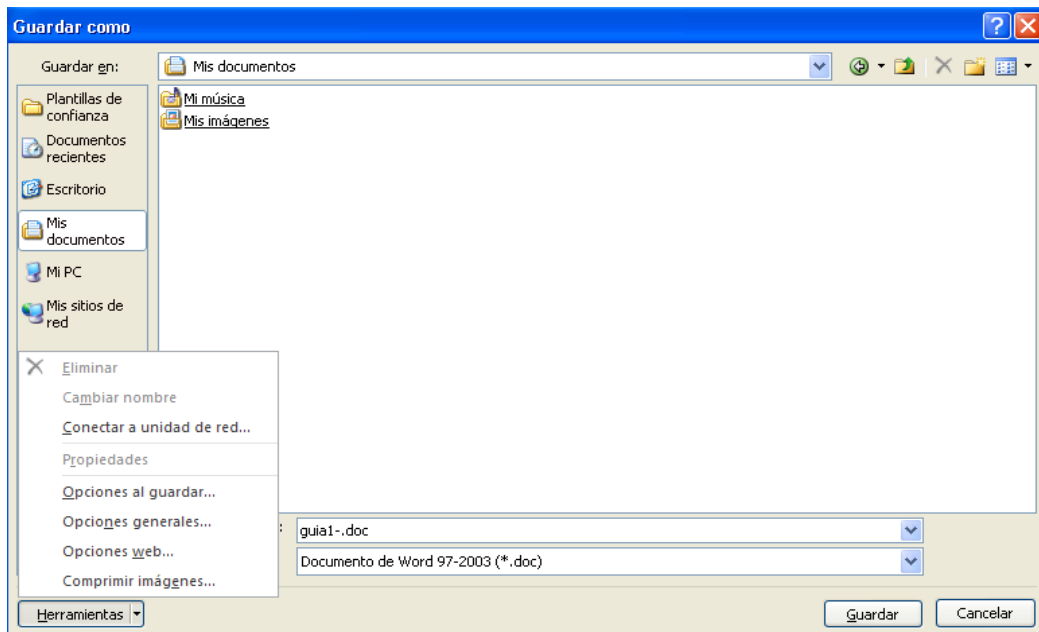 Guardar como
Guardar en:
Mis documentos
Plantillas de
confianza
Documentos
recientes
Escritorio
Mis
documentos
Mi PC
Mis sitios de
red
Mi música
Mis imágenes
Eliminar
Cambiar nombre
Conectar a unidad de red...
Propiedades
Opciones al guardar...
Opciones generales...
Opciones web...
Comprimir imágenes...
: guia1-.doc
Documento de Word 97-2003 (*.doc)
Herramientas
Guardar
Cancelar